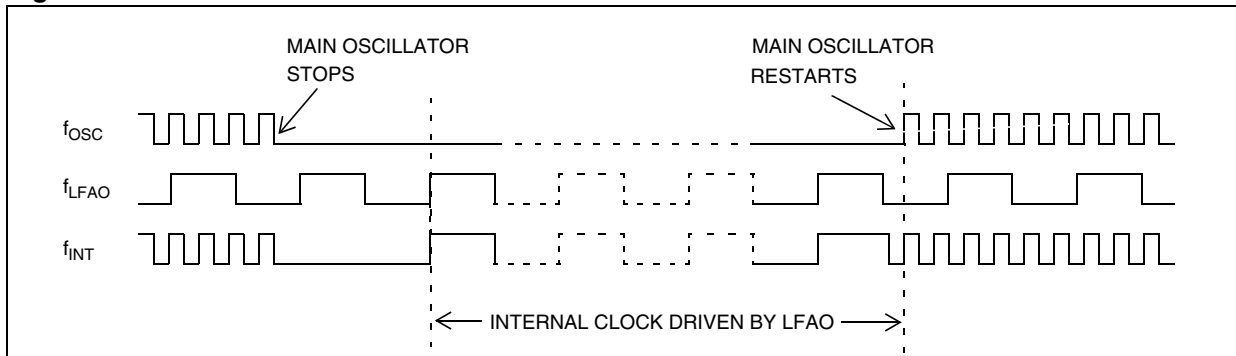 MAIN OSCILLATOR
STOPS
MAIN OSCILLATOR
RESTARTS
fOSC
fLFAO
fINT
INTERNAL CLOCK DRIVEN BY LFAO